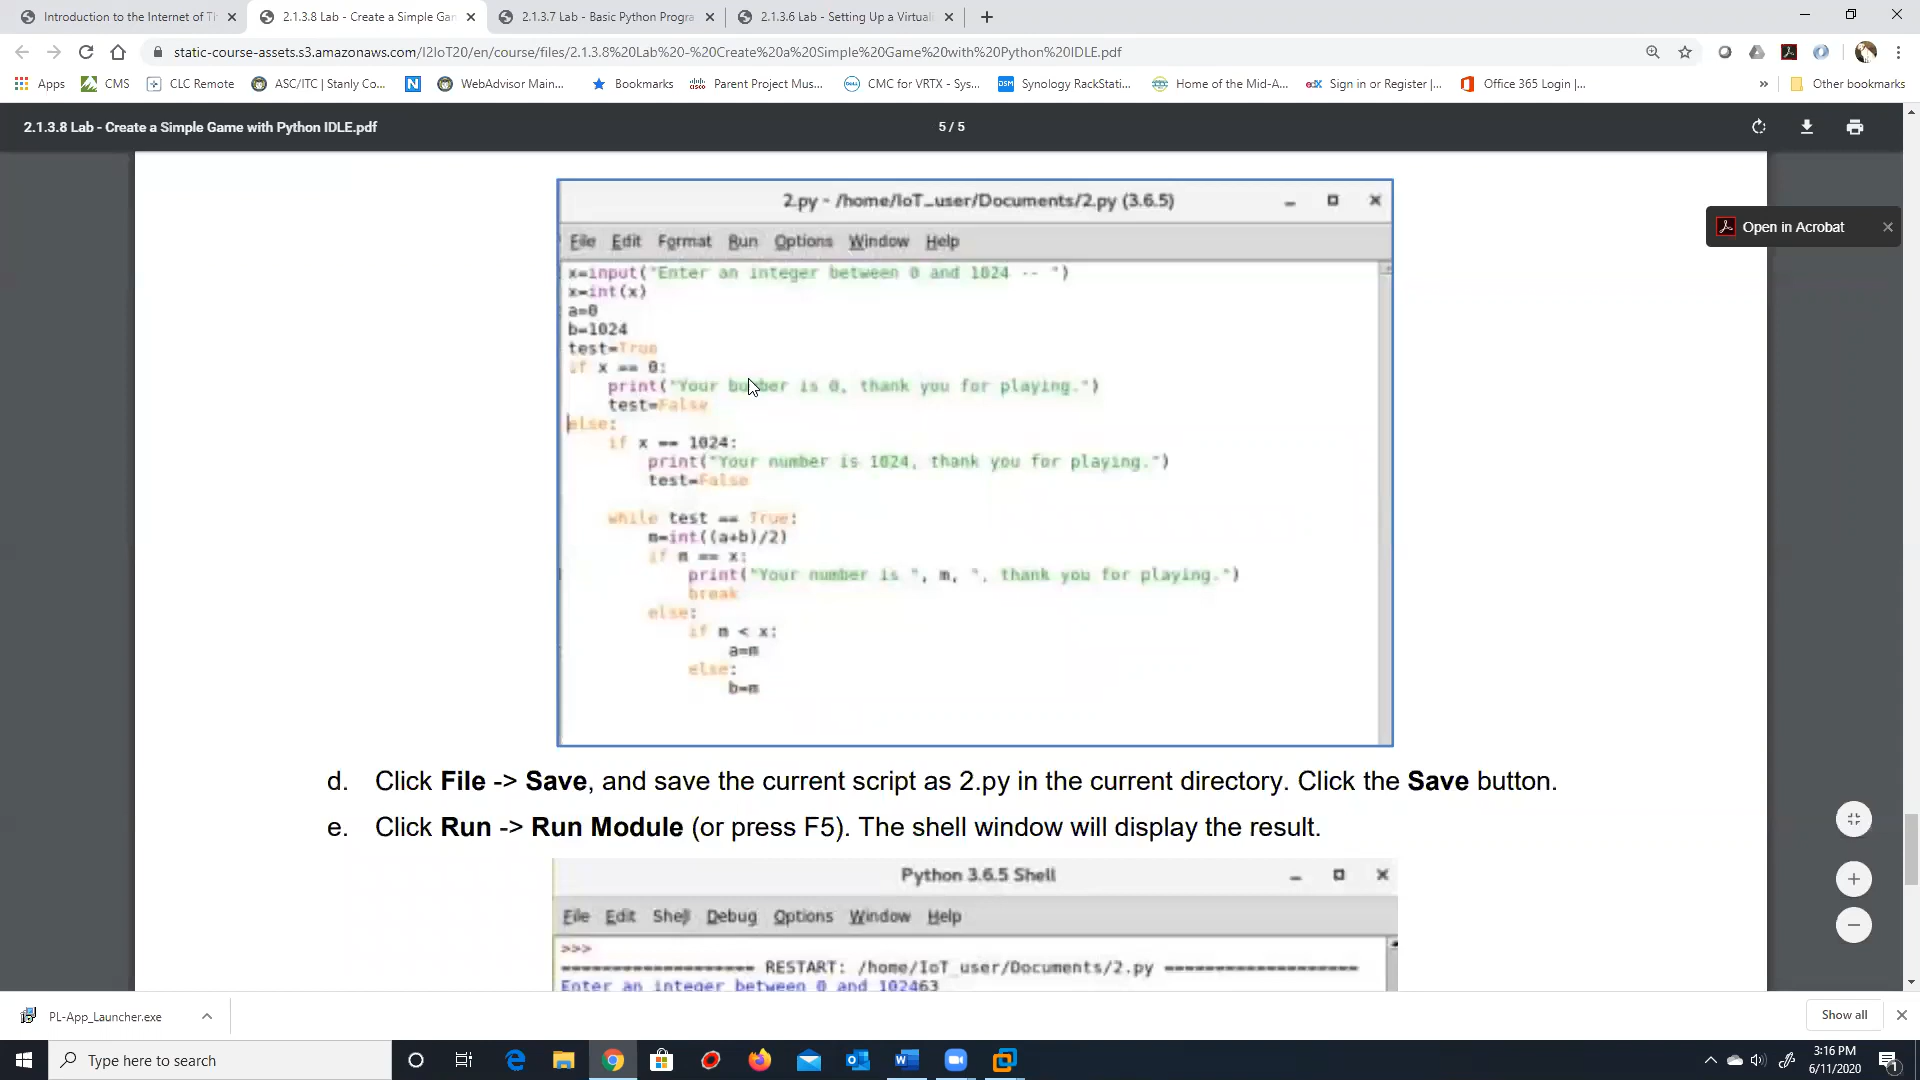 Introduction to the Internet of Th
2.1.3.8 Lab - Create a Simple Gam
2.1.3.7 Lab - Basic Python Progra
2.1.3.6 Lab - Setting Up a Virtuali
static-course-assets.s3.amazonaws.com/I2IoT20/en/course/files/2.1.3.8%20Lab%20-%20Create%20a%20Simple%20Game%20with%20Python%20IDLE.pdf
Apps CMS CLC Remote ASC/ITC | Stanly Co... WebAdvisor Main... Bookmarks Parent Project Mus... CMC for VRTX - Sys... Synology RackStati... Home of the Mid-A... Sign in or Register |... Office 365 Login |... » Other bookmarks
2.1.3.8 Lab - Create a Simple Game with Python IDLE.pdf 5 / 5
Open in Acrobat
2.py - /home/IoT_user/Documents/2.py (3.6.5)
File Edit Format Run Options Window Help
x=input("Enter an integer between 0 and 1024 -- ")
x=int(x)
a=0
b=1024
test=True
if x == 0:
print("Your bumber is 0, thank you for playing.")
test=False
else:
if x == 1024:
print("Your number is 1024, thank you for playing.")
test=False
while test == True:
m=int((a+b)/2)
if m == x:
print("Your number is ", m, ", thank you for playing.")
break
else:
if m < x:
a=m
else:
b=m
d. Click File -> Save, and save the current script as 2.py in the current directory. Click the Save button.
e. Click Run -> Run Module (or press F5). The shell window will display the result.
Python 3.6.5 Shell
File Edit Shell Debug Options Window Help
>>>
=================== RESTART: /home/IoT_user/Documents/2.py ===================
Enter an integer between 0 and 102463
PL-App_Launcher.exe
Show all
Type here to search
3:16 PM
6/11/2020
1